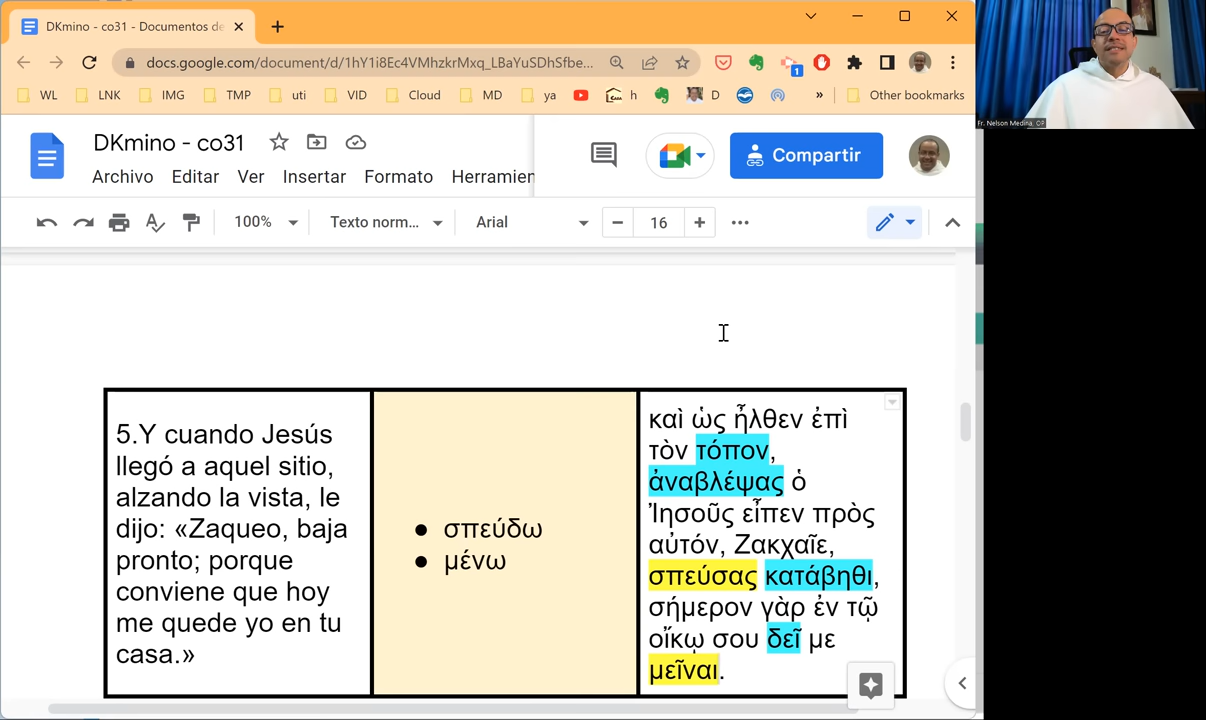 DKmino - co31 - Documentos de
docs.google.com/document/d/1hY1i8Ec4VMhzkrMxq_LBaYuSDhSfbe...
1
WL LNK IMG TMP uti VID Cloud MD ya h D » Other bookmarks
Fr. Nelson Medina, OP
DKmino - co31
Compartir
Archivo Editar Ver Insertar Formato Herramien
100% Texto norm... Arial 16
5.Y cuando Jesús
llegó a aquel sitio,
alzando la vista, le
dijo: «Zaqueo, baja
pronto; porque
conviene que hoy
me quede yo en tu
casa.»
● σπεύδω
● μένω
καὶ ὡς ἦλθεν ἐπὶ
τὸν τόπον,
ἀναβλέψας ὁ
Ἰησοῦς εἶπεν πρὸς
αὐτόν, Ζακχαῖε,
σπεύσας κατάβηθι,
σήμερον γὰρ ἐν τῷ
οἴκῳ σου δεῖ με
μεῖναι.